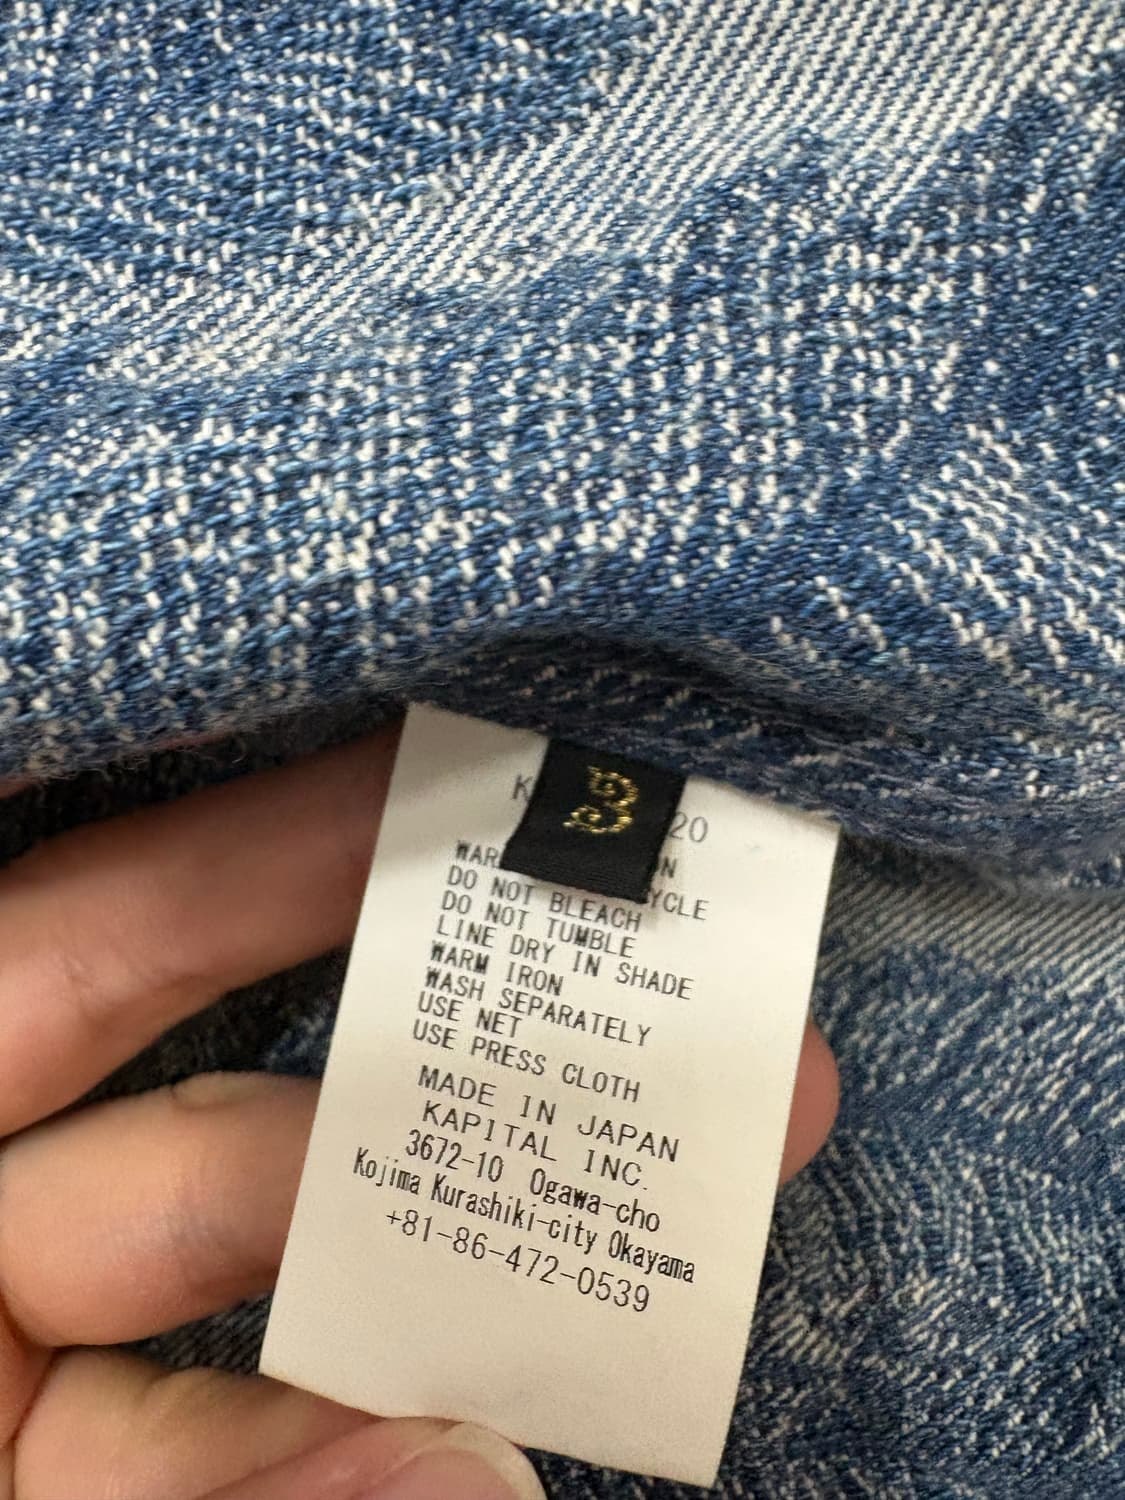 3
20
DO NOT BLEACH
DO NOT TUMBLE
LINE DRY IN SHADE
WARM IRON
WASH SEPARATELY
USE NET
USE PRESS CLOTH
MADE IN JAPAN
KAPITAL INC.
3672-10 Ogawa-cho
Kojima Kurashiki-city Okayama
+81-86-472-0539